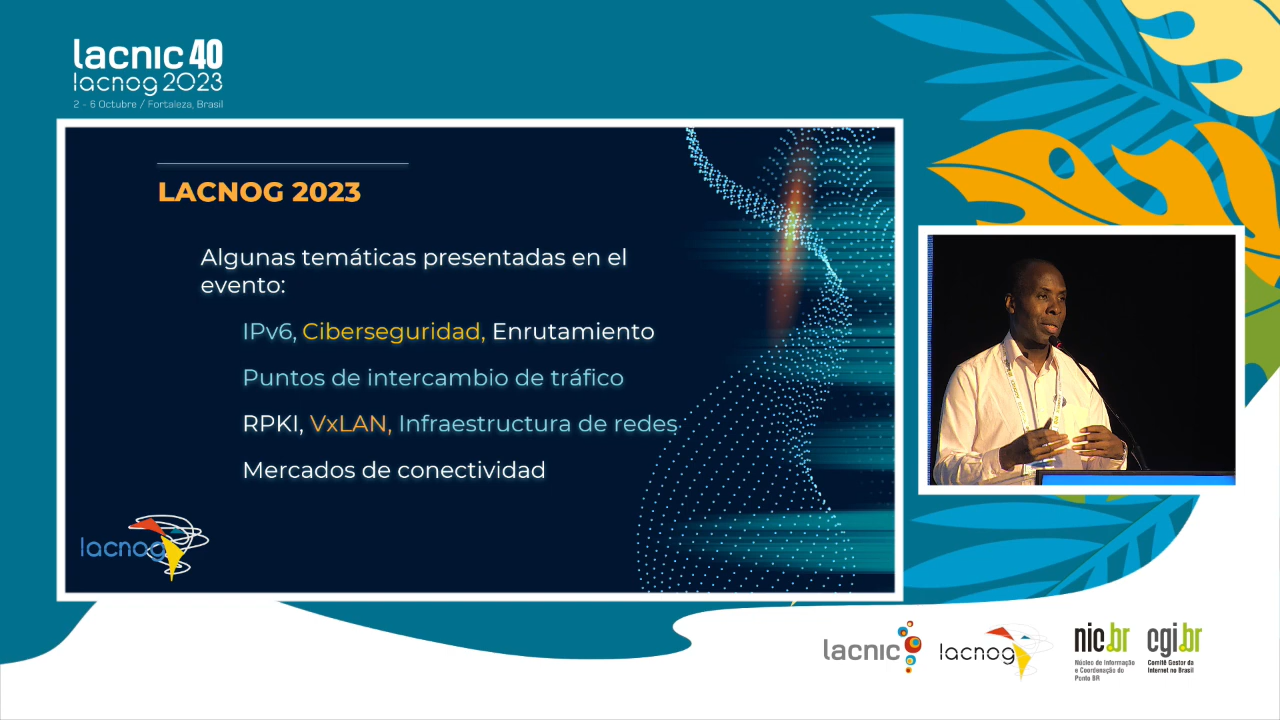 lacnic 40
lacnog 2023
2 - 6 Octubre / Fortaleza, Brasil
LACNOG 2023
Algunas temáticas presentadas en el
evento:
IPv6, Ciberseguridad, Enrutamiento
Puntos de intercambio de tráfico
RPKI, VxLAN, Infraestructura de redes
Mercados de conectividad
lacnog
lacnic
lacnog
nic.br
Núcleo de Informação
e Coordenação do
Ponto BR
cgi.br
Comitê Gestor da
Internet no Brasil